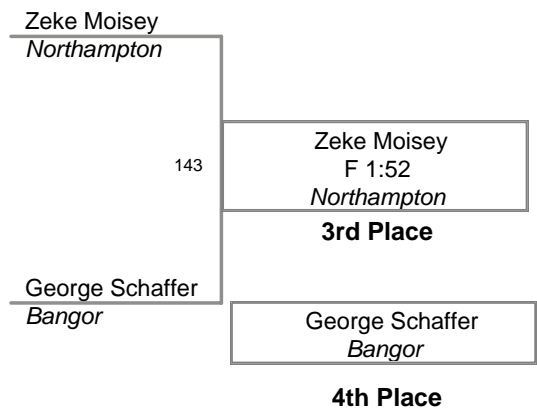 Zeke Moisey
Northampton
143
Zeke Moisey
F 1:52
Northampton
3rd Place
George Schaffer
Bangor
George Schaffer
Bangor
4th Place